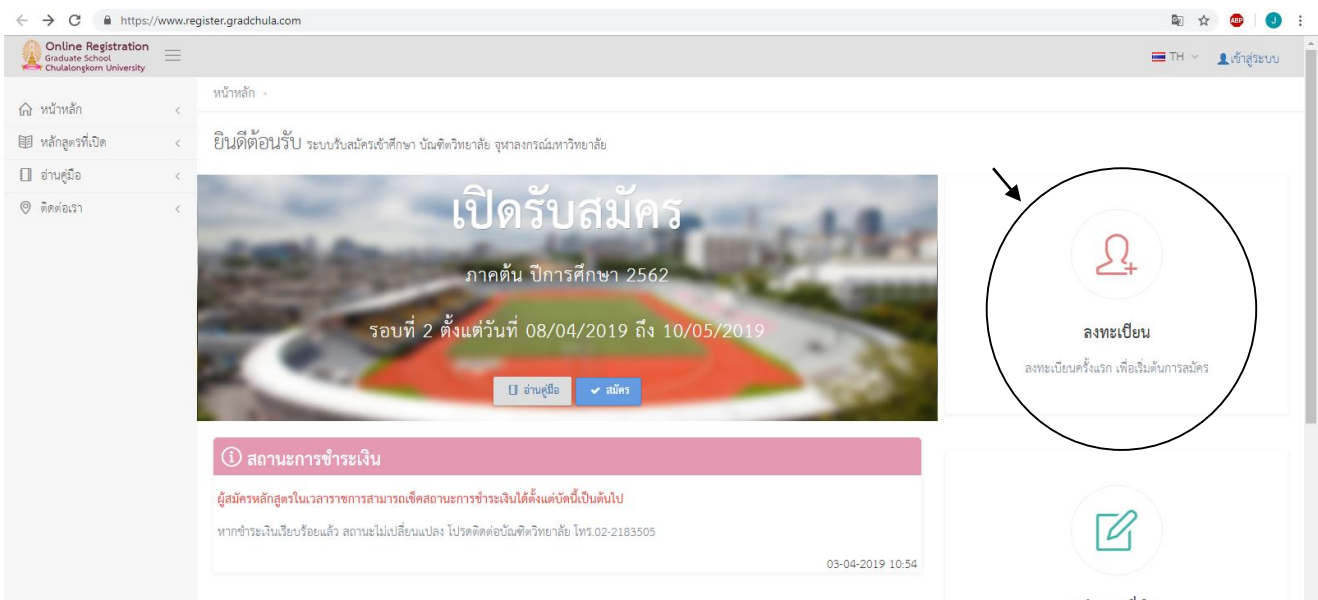 https://www.register.gradchula.com
ABP
J
Online Registration
Graduate School
Chulalongkorn University
TH
เข้าสู่ระบบ
หน้าหลัก
หลักสูตรที่เปิด
อ่านคู่มือ
ติดต่อเรา
หน้าหลัก
ยินดีต้อนรับ ระบบรับสมัครเข้าศึกษา บัณฑิตวิทยาลัย จุฬาลงกรณ์มหาวิทยาลัย
เปิดรับสมัคร
ภาคต้น ปีการศึกษา 2562
รอบที่ 2 ตั้งแต่วันที่ 08/04/2019 ถึง 10/05/2019
อ่านคู่มือ
สมัคร
ลงทะเบียน
ลงทะเบียนครั้งแรก เพื่อเริ่มต้นการสมัคร
สถานะการชำระเงิน
ผู้สมัครหลักสูตรในเวลาราชการสามารถเช็คสถานะการชำระเงินได้ตั้งแต่บัดนี้เป็นต้นไป
หากชำระเงินเรียบร้อยแล้ว สถานะไม่เปลี่ยนแปลง โปรดติดต่อบัณฑิตวิทยาลัย โทร.02-2183505
03-04-2019 10:54